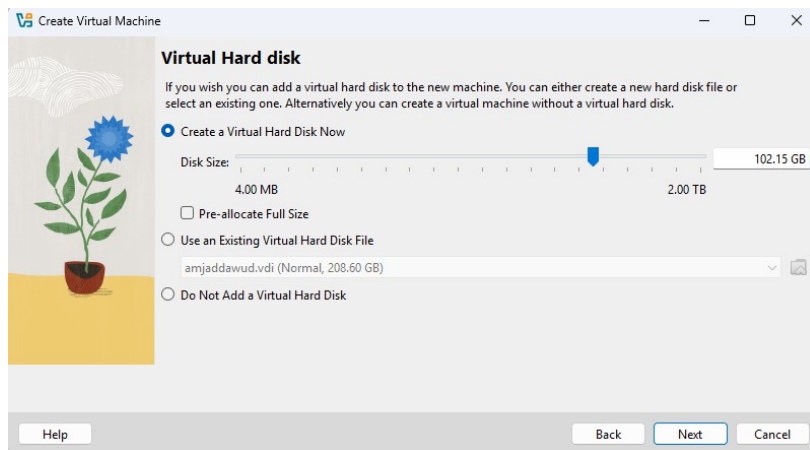 Create Virtual Machine
Virtual Hard disk
If you wish you can add a virtual hard disk to the new machine. You can either create a new hard disk file or
select an existing one. Alternatively you can create a virtual machine without a virtual hard disk.
Create a Virtual Hard Disk Now
Disk Size: 102.15 GB
4.00 MB 2.00 TB
Pre-allocate Full Size
Use an Existing Virtual Hard Disk File
amjaddawud.vdi (Normal, 208.60 GB)
Do Not Add a Virtual Hard Disk
Help Back Next Cancel